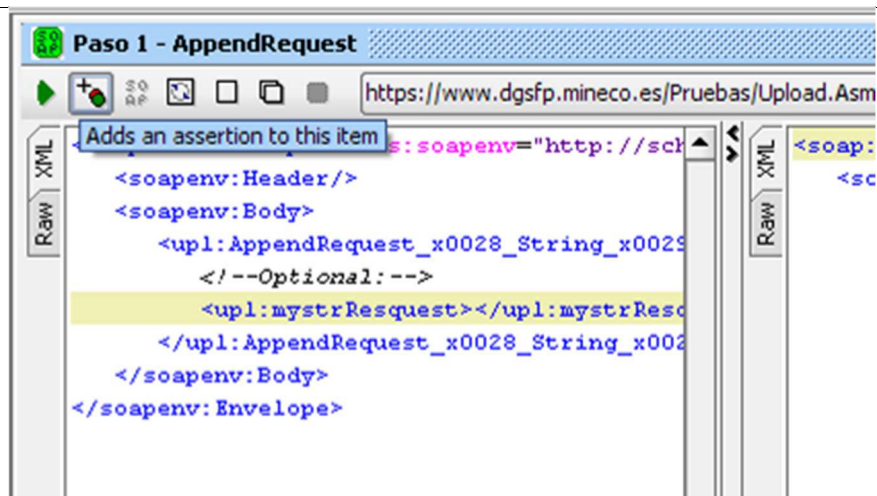 Paso 1 - AppendRequest
https://www.dgsfp.mineco.es/Pruebas/Upload.Asm
Adds an assertion to this item
XML
Raw
s:soapenv="http://sch
<soapenv:Header/>
<soapenv:Body>
<upl:AppendRequest_x0028_String_x0029
<!--Optional:-->
<upl:mystrResquest></upl:mystrResq
</upl:AppendRequest_x0028_String_x002
</soapenv:Body>
</soapenv:Envelope>
XML
Raw
<soap:
<so